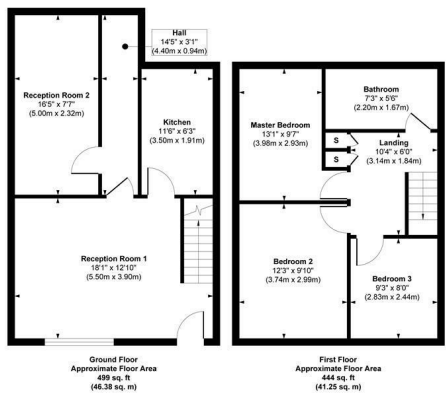 Hall
14'5" x 3'1"
(4.40m x 0.94m)
Reception Room 2
16'5" x 7'7"
(5.00m x 2.32m)
Kitchen
11'6" x 6'3"
(3.50m x 1.91m)
Reception Room 1
18'1" x 12'10"
(5.50m x 3.90m)
Ground Floor
Approximate Floor Area
499 sq. ft
(46.38 sq. m)
Bathroom
7'3" x 5'6"
(2.20m x 1.67m)
Master Bedroom
13'1" x 9'7"
(3.98m x 2.93m)
S
S
Landing
10'4" x 6'0"
(3.14m x 1.84m)
Bedroom 2
12'3" x 9'10"
(3.74m x 2.99m)
Bedroom 3
9'3" x 8'0"
(2.83m x 2.44m)
First Floor
Approximate Floor Area
444 sq. ft
(41.25 sq. m)